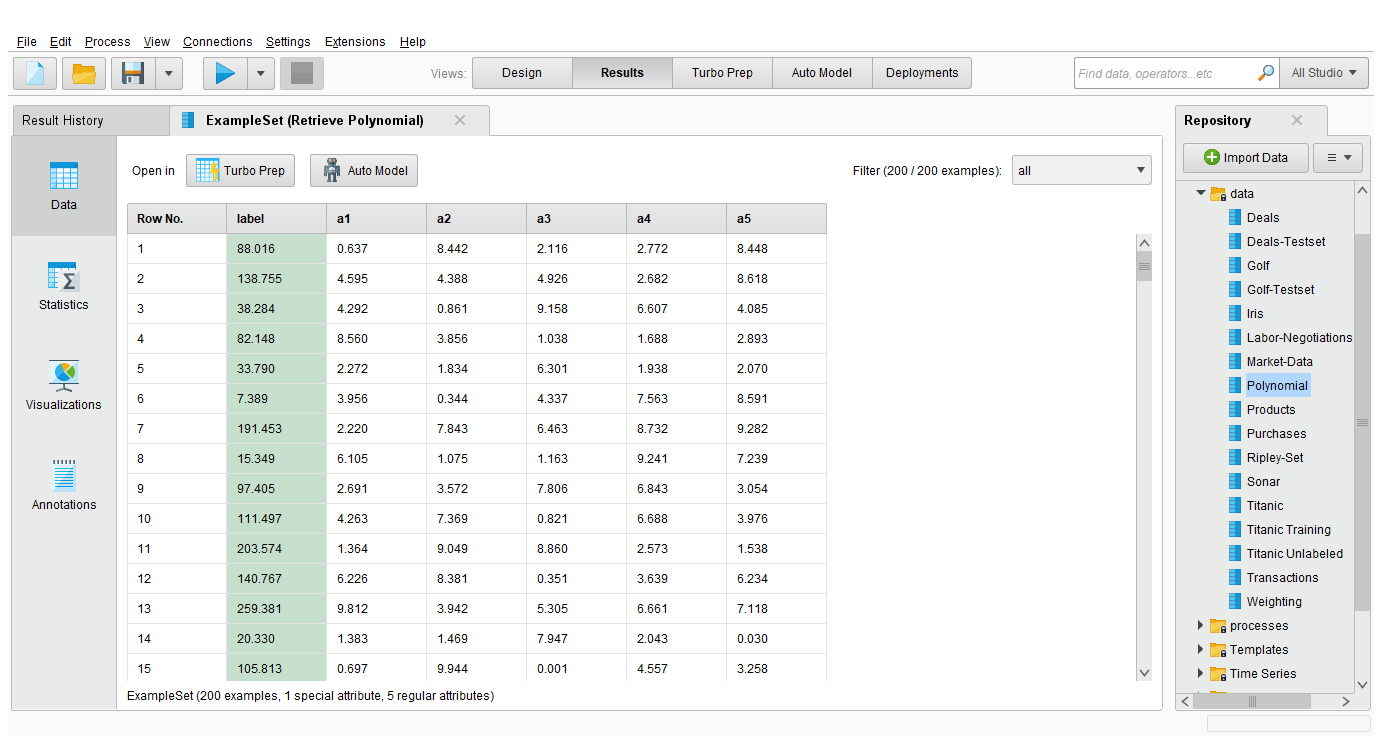 File Edit Process View Connections Settings Extensions Help
Views: Design Results Turbo Prep Auto Model Deployments Find data, operators...etc All Studio
Result History ExampleSet (Retrieve Polynomial)
Data
Statistics
Visualizations
Annotations
Open in Turbo Prep Auto Model Filter (200 / 200 examples): all
Row No. label a1 a2 a3 a4 a5
1 88.016 0.637 8.442 2.116 2.772 8.448
2 138.755 4.595 4.388 4.926 2.682 8.618
3 38.284 4.292 0.861 9.158 6.607 4.085
4 82.148 8.560 3.856 1.038 1.688 2.893
5 33.790 2.272 1.834 6.301 1.938 2.070
6 7.389 3.956 0.344 4.337 7.563 8.591
7 191.453 2.220 7.843 6.463 8.732 9.282
8 15.349 6.105 1.075 1.163 9.241 7.239
9 97.405 2.691 3.572 7.806 6.843 3.054
10 111.497 4.263 7.369 0.821 6.688 3.976
11 203.574 1.364 9.049 8.860 2.573 1.538
12 140.767 6.226 8.381 0.351 3.639 6.234
13 259.381 9.812 3.942 5.305 6.661 7.118
14 20.330 1.383 1.469 7.947 2.043 0.030
15 105.813 0.697 9.944 0.001 4.557 3.258
ExampleSet (200 examples, 1 special attribute, 5 regular attributes)
Repository
Import Data
data
Deals
Deals-Testset
Golf
Golf-Testset
Iris
Labor-Negotiations
Market-Data
Polynomial
Products
Purchases
Ripley-Set
Sonar
Titanic
Titanic Training
Titanic Unlabeled
Transactions
Weighting
processes
Templates
Time Series